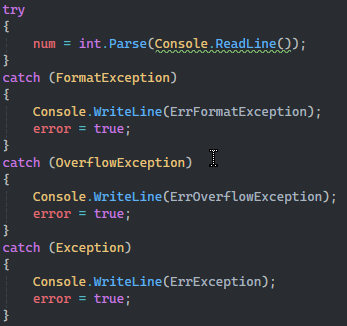 try
{
    num = int.Parse(Console.ReadLine());
}
catch (FormatException)
{
    Console.WriteLine(ErrFormatException);
    error = true;
}
catch (OverflowException)
{
    Console.WriteLine(ErrOverflowException);
    error = true;
}
catch (Exception)
{
    Console.WriteLine(ErrException);
    error = true;
}